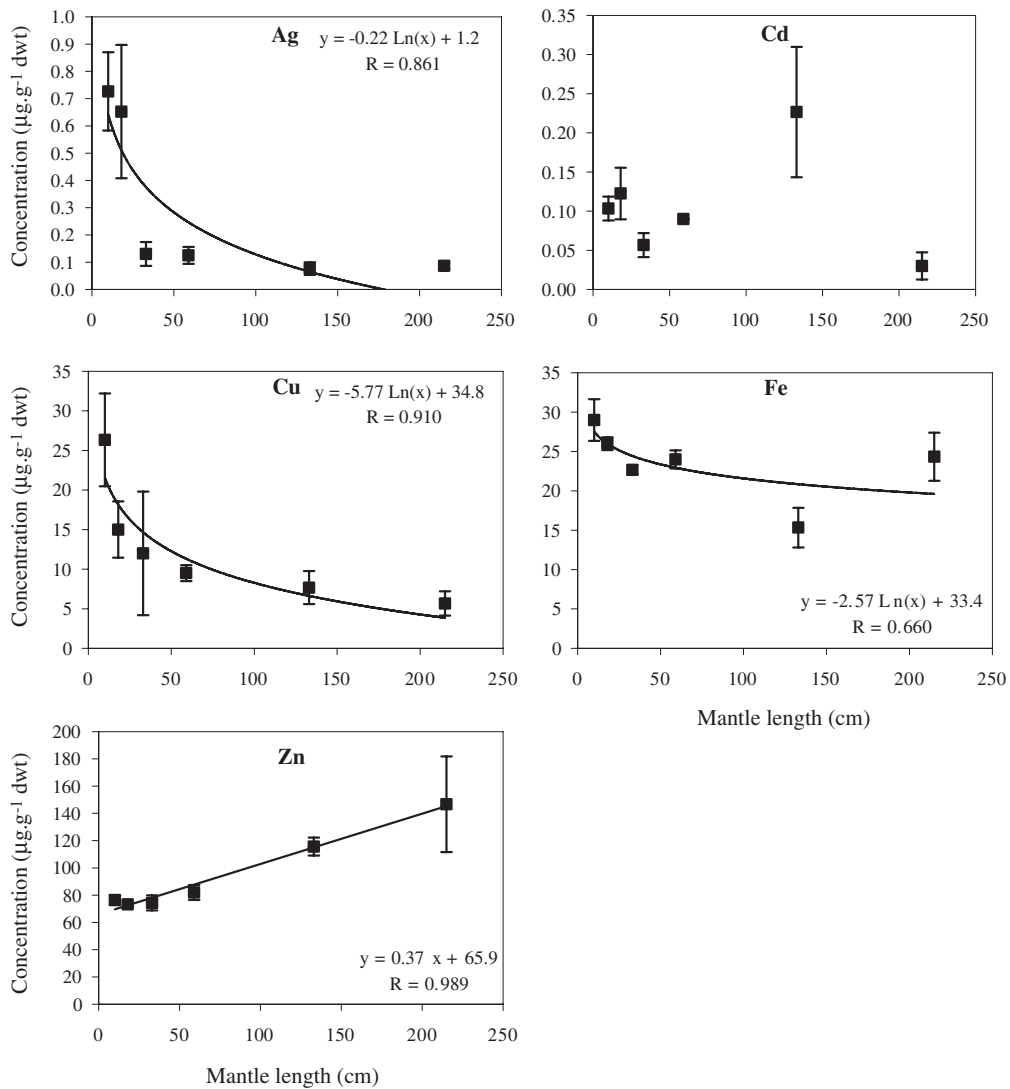 Concentration (µg.g⁻¹ dwt)
1.0
0.9
0.8
0.7
0.6
0.5
0.4
0.3
0.2
0.1
0.0
Ag
y = -0.22 Ln(x) + 1.2
R = 0.861
0 50 100 150 200 250
0.35
0.30
0.25
0.20
0.15
0.10
0.05
0.00
Cd
0 50 100 150 200 250
Concentration (µg.g⁻¹ dwt)
35
30
25
20
15
10
5
0
Cu
y = -5.77 Ln(x) + 34.8
R = 0.910
0 50 100 150 200 250
35
30
25
20
15
10
5
0
Fe
y = -2.57 Ln(x) + 33.4
R = 0.660
0 50 100 150 200 250
Mantle length (cm)
Concentration (µg.g⁻¹ dwt)
200
180
160
140
120
100
80
60
40
20
0
Zn
y = 0.37 x + 65.9
R = 0.989
0 50 100 150 200 250
Mantle length (cm)